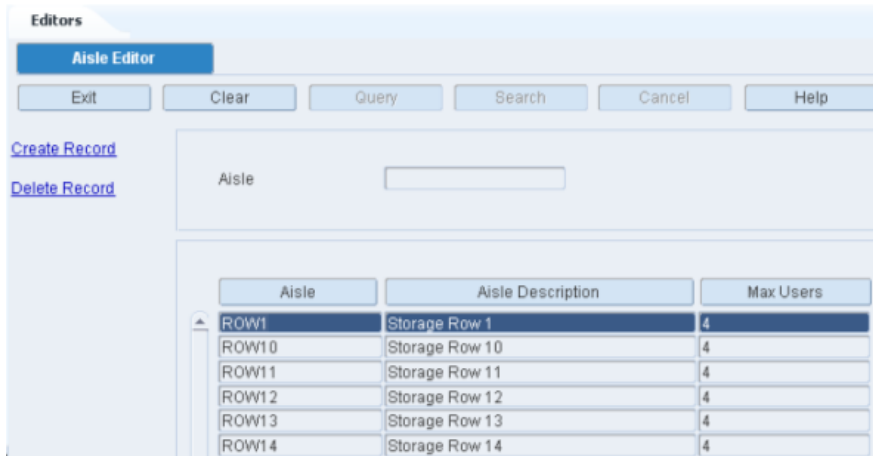 Editors
Aisle Editor
Exit Clear Query Search Cancel Help
Create Record
Delete Record
Aisle
Aisle Aisle Description Max Users
ROW1 Storage Row 1 4
ROW10 Storage Row 10 4
ROW11 Storage Row 11 4
ROW12 Storage Row 12 4
ROW13 Storage Row 13 4
ROW14 Storage Row 14 4